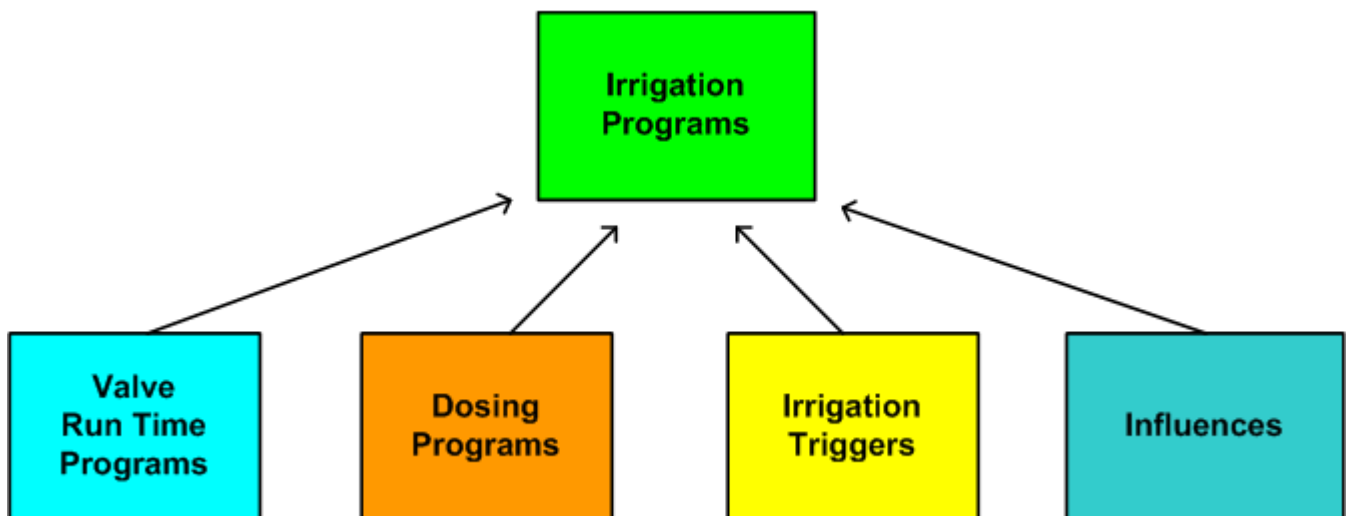 Irrigation
Programs
Valve
Run Time
Programs
Dosing
Programs
Irrigation
Triggers
Influences